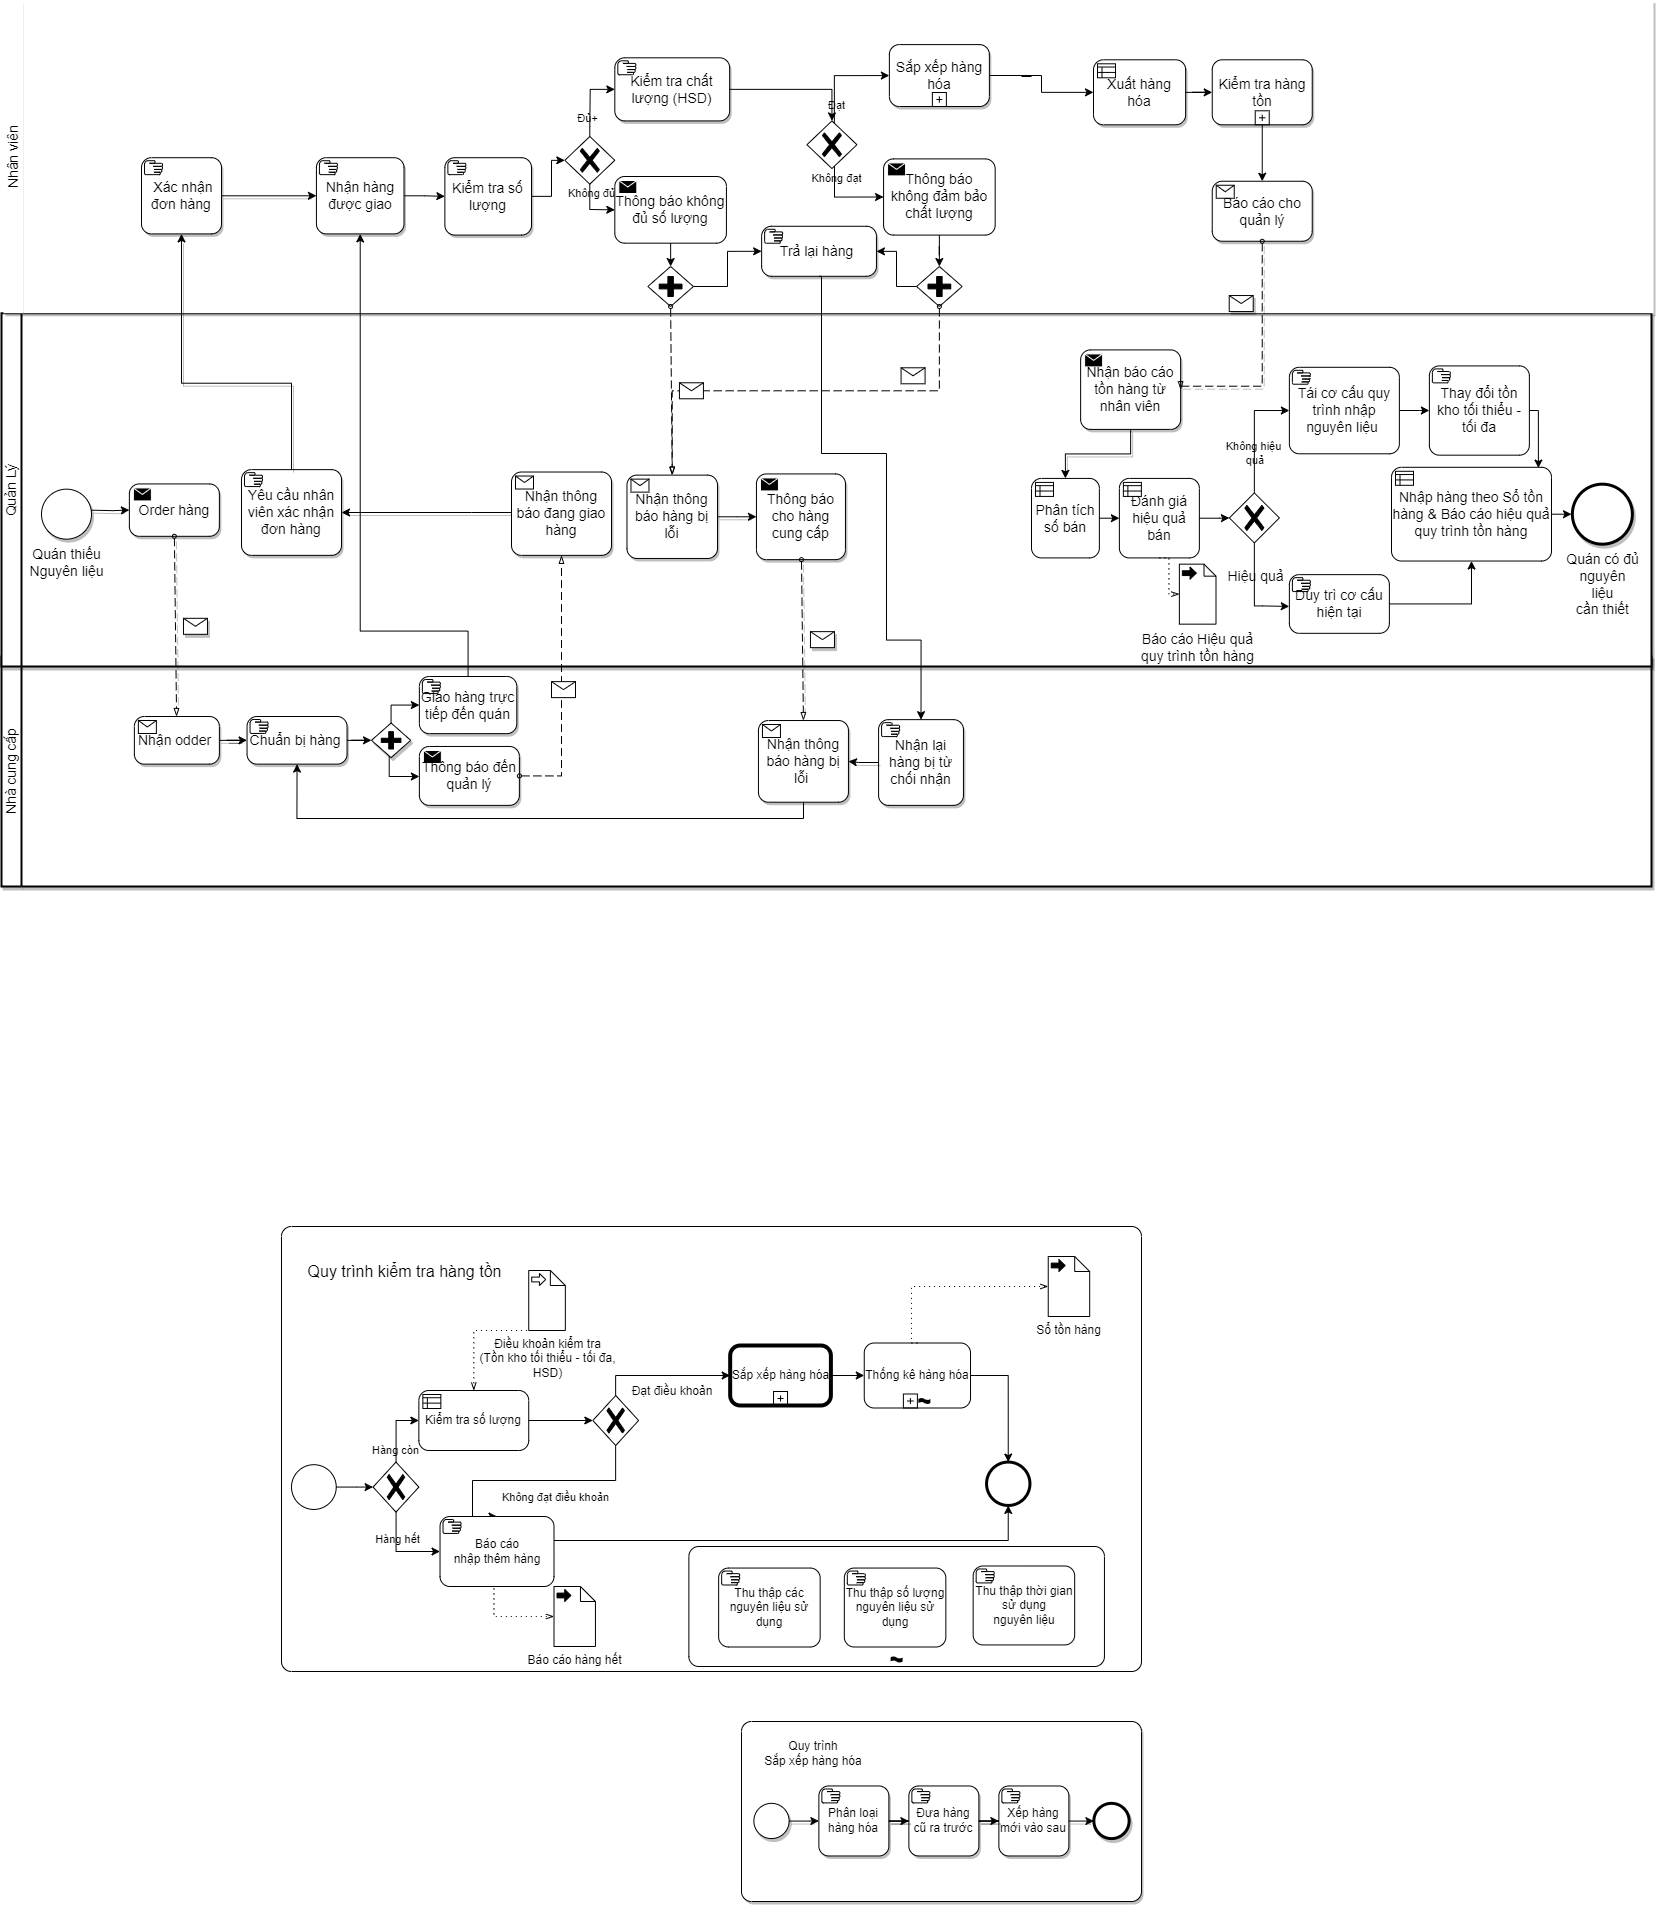 Nhân viên
Xác nhận
đơn hàng
Nhận hàng
được giao
Kiểm tra số
lượng
Đủ+
Không đủ
Kiểm tra chất
lượng (HSD)
Thông báo không
đủ số lượng
Trả lại hàng
Đạt
Không đạt
Sắp xếp hàng
hóa
Thông báo
không đảm bảo
chất lượng
Xuất hàng
hóa
Kiểm tra hàng
tồn
Báo cáo cho
quản lý
Quản Lý
Quán thiếu
Nguyên liệu
Order hàng
Yêu cầu nhân
viên xác nhận
đơn hàng
Nhận thông
báo đang giao
hàng
Nhận thông
báo hàng bị
lỗi
Thông báo
cho hàng
cung cấp
Nhận báo cáo
tồn hàng từ
nhân viên
Phân tích
số bán
Đánh giá
hiệu quả
bán
Báo cáo Hiệu quả
quy trình tồn hàng
Không hiệu
quả
Hiệu quả
Tái cơ cấu quy
trình nhập
nguyên liệu
Thay đổi tồn
kho tối thiểu -
tối đa
Duy trì cơ cấu
hiện tại
Nhập hàng theo Sổ tồn
hàng & Báo cáo hiệu quả
quy trình tồn hàng
Quán có đủ
nguyên
liệu
cần thiết
Nhà cung cấp
Nhận odder
Chuẩn bị hàng
Giao hàng trực
tiếp đến quán
Thông báo đến
quản lý
Nhận thông
báo hàng bị
lỗi
Nhận lại
hàng bị từ
chối nhận
Quy trình kiểm tra hàng tồn
Điều khoản kiểm tra
(Tồn kho tối thiểu - tối đa,
HSD)
Sổ tồn hàng
Hàng còn
Hàng hết
Kiểm tra số lượng
Đạt điều khoản
Không đạt điều khoản
Sắp xếp hàng hóa
Thống kê hàng hóa
Báo cáo
nhập thêm hàng
Báo cáo hàng hết
Thu thập các
nguyên liệu sử
dụng
Thu thập số lượng
nguyên liệu sử
dụng
Thu thập thời gian
sử dụng
nguyên liệu
Quy trình
Sắp xếp hàng hóa
Phân loại
hàng hóa
Đưa hàng
cũ ra trước
Xếp hàng
mới vào sau